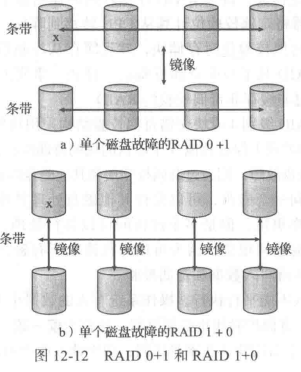 条带
x
镜像
条带
a）单个磁盘故障的RAID 0 +1
x
条带
镜像 镜像 镜像 镜像
b）单个磁盘故障的RAID 1 + 0
图 12-12 RAID 0+1 和 RAID 1+0